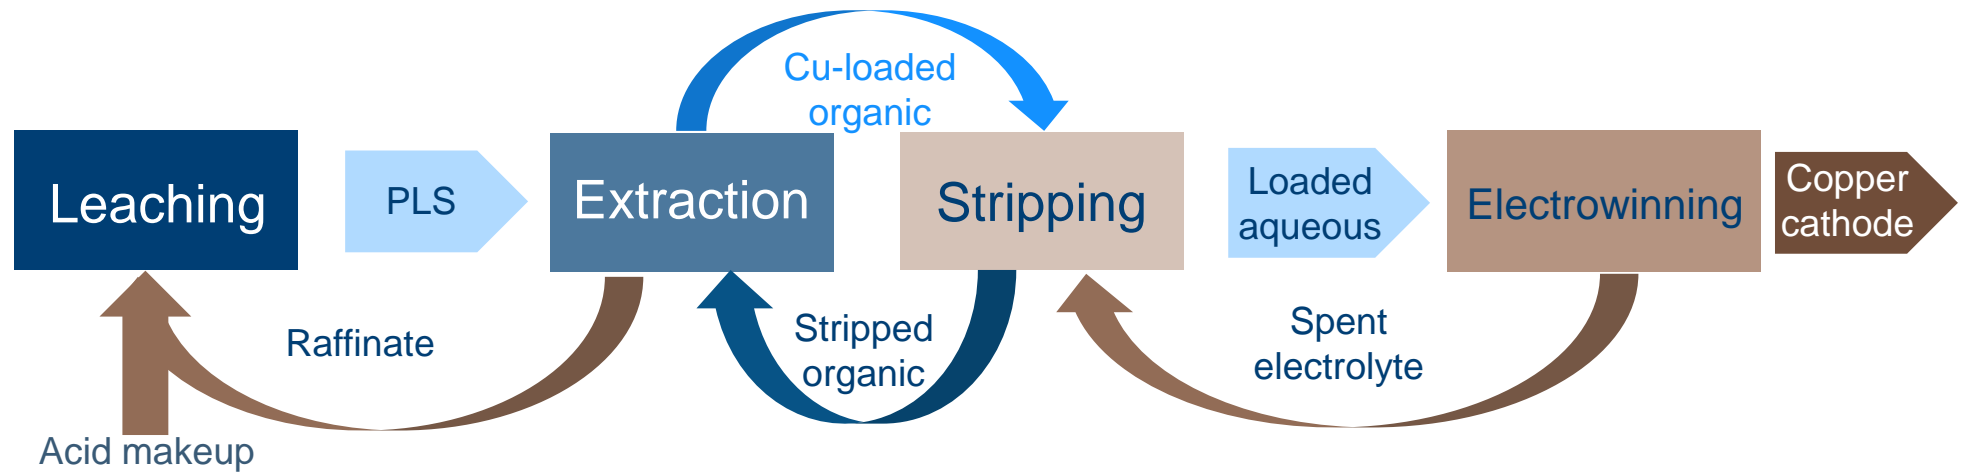 Cu-loaded
organic
Leaching
PLS
Extraction
Stripping
Loaded
aqueous
Electrowinning
Copper
cathode
Raffinate
Stripped
organic
Spent
electrolyte
Acid makeup